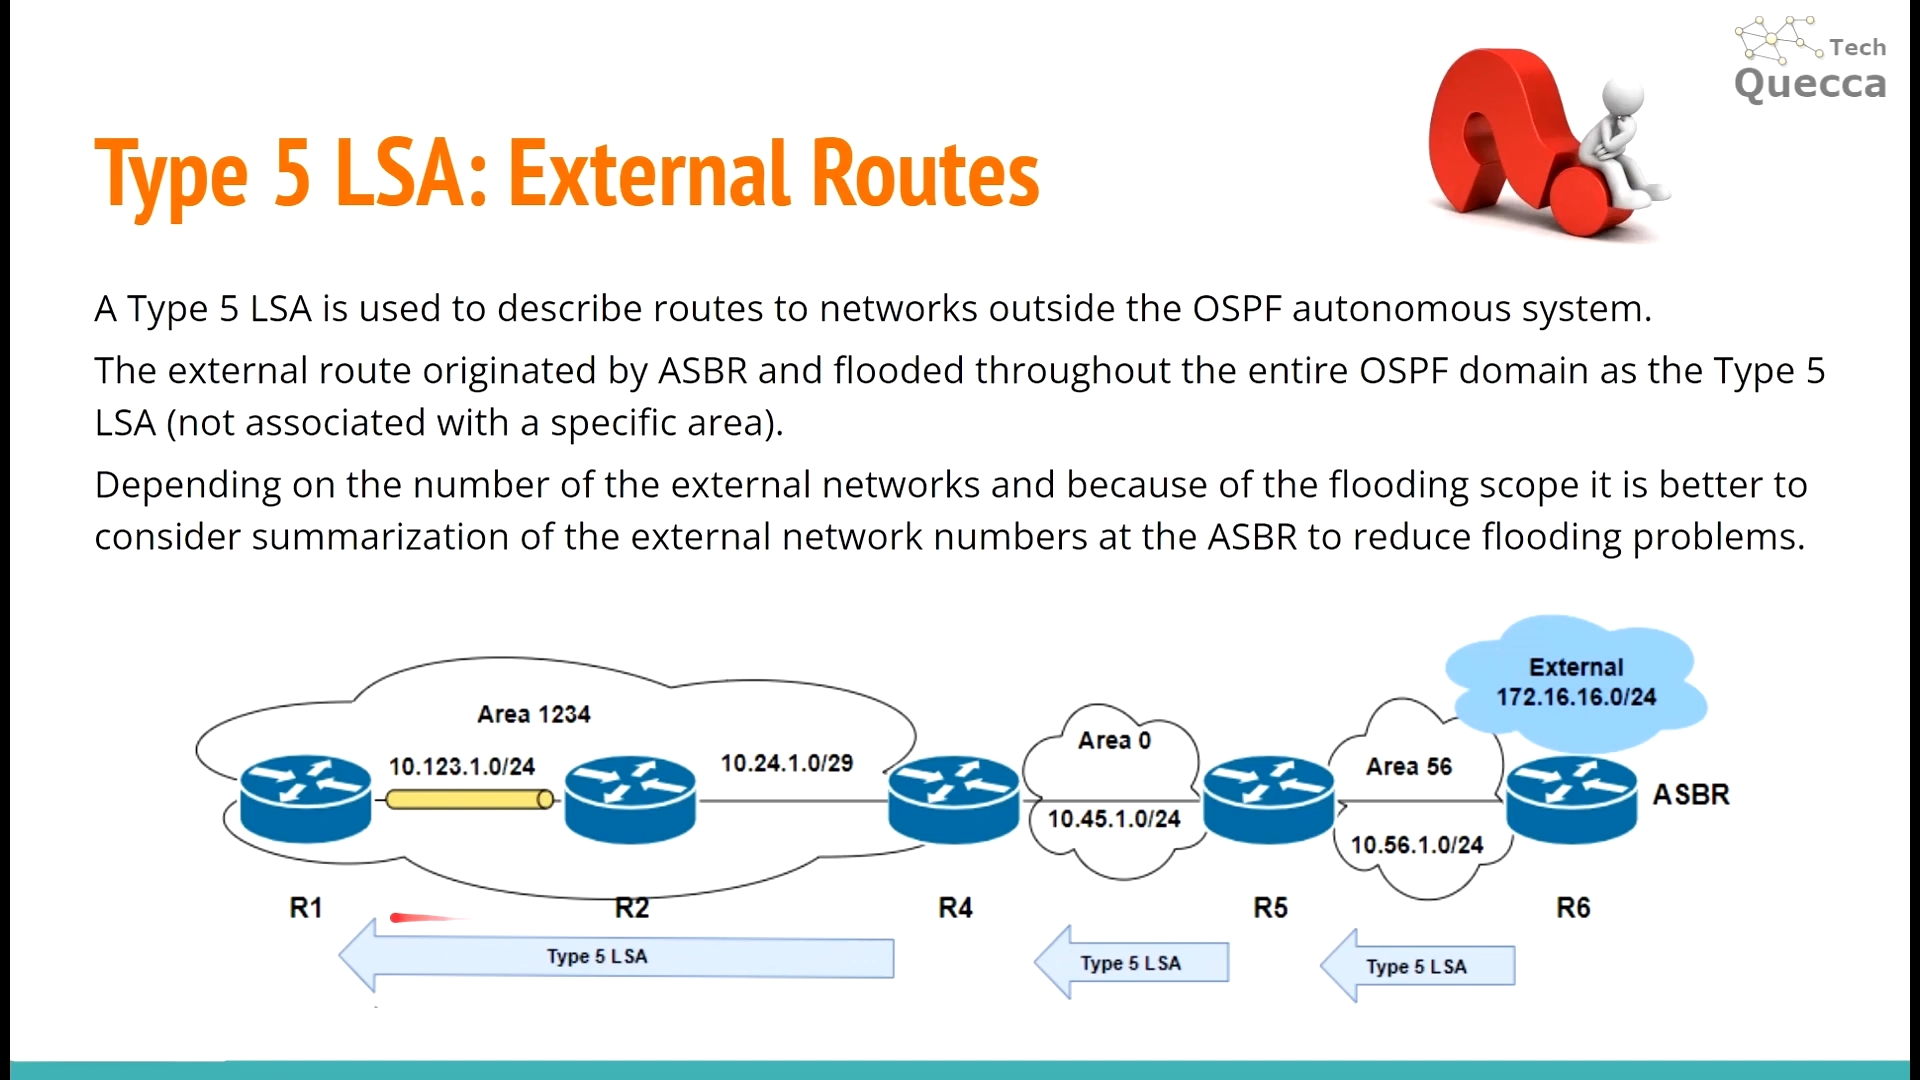 Tech
Quecca
Type 5 LSA: External Routes
A Type 5 LSA is used to describe routes to networks outside the OSPF autonomous system.
The external route originated by ASBR and flooded throughout the entire OSPF domain as the Type 5
LSA (not associated with a specific area).
Depending on the number of the external networks and because of the flooding scope it is better to
consider summarization of the external network numbers at the ASBR to reduce flooding problems.
External
172.16.16.0/24
Area 1234
Area 0
Area 56
10.123.1.0/24
10.24.1.0/29
ASBR
10.45.1.0/24
10.56.1.0/24
R1
R2
R4
R5
R6
Type 5 LSA
Type 5 LSA
Type 5 LSA